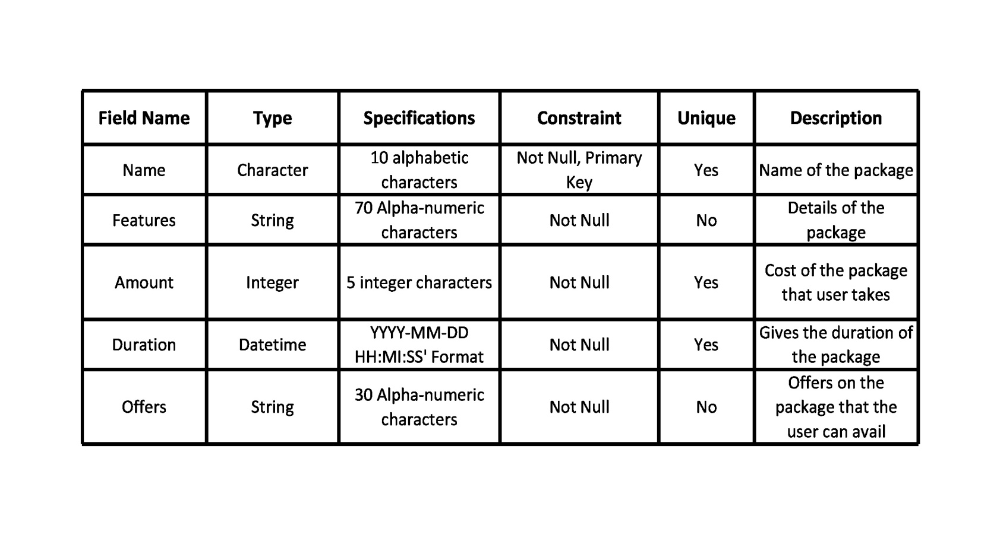 Field Name Type Specifications Constraint Unique Description
Name Character 10 alphabetic characters Not Null, Primary Key Yes Name of the package
Features String 70 Alpha-numeric characters Not Null No Details of the package
Amount Integer 5 integer characters Not Null Yes Cost of the package that user takes
Duration Datetime YYYY-MM-DD HH:MI:SS' Format Not Null Yes Gives the duration of the package
Offers String 30 Alpha-numeric characters Not Null No Offers on the package that the user can avail